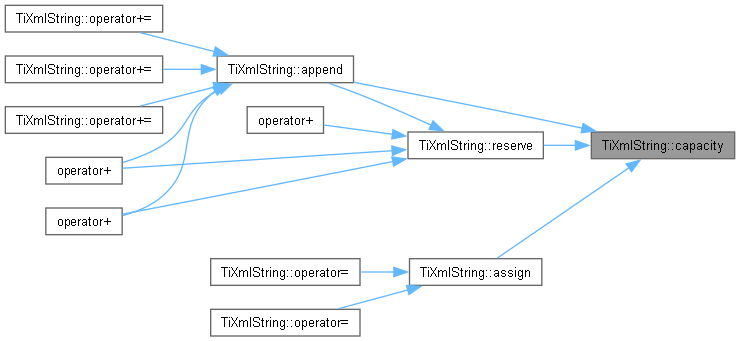 TiXmlString::operator+=
TiXmlString::operator+=
TiXmlString::append
TiXmlString::operator+=
operator+
TiXmlString::reserve
TiXmlString::capacity
operator+
operator+
TiXmlString::operator=
TiXmlString::assign
TiXmlString::operator=